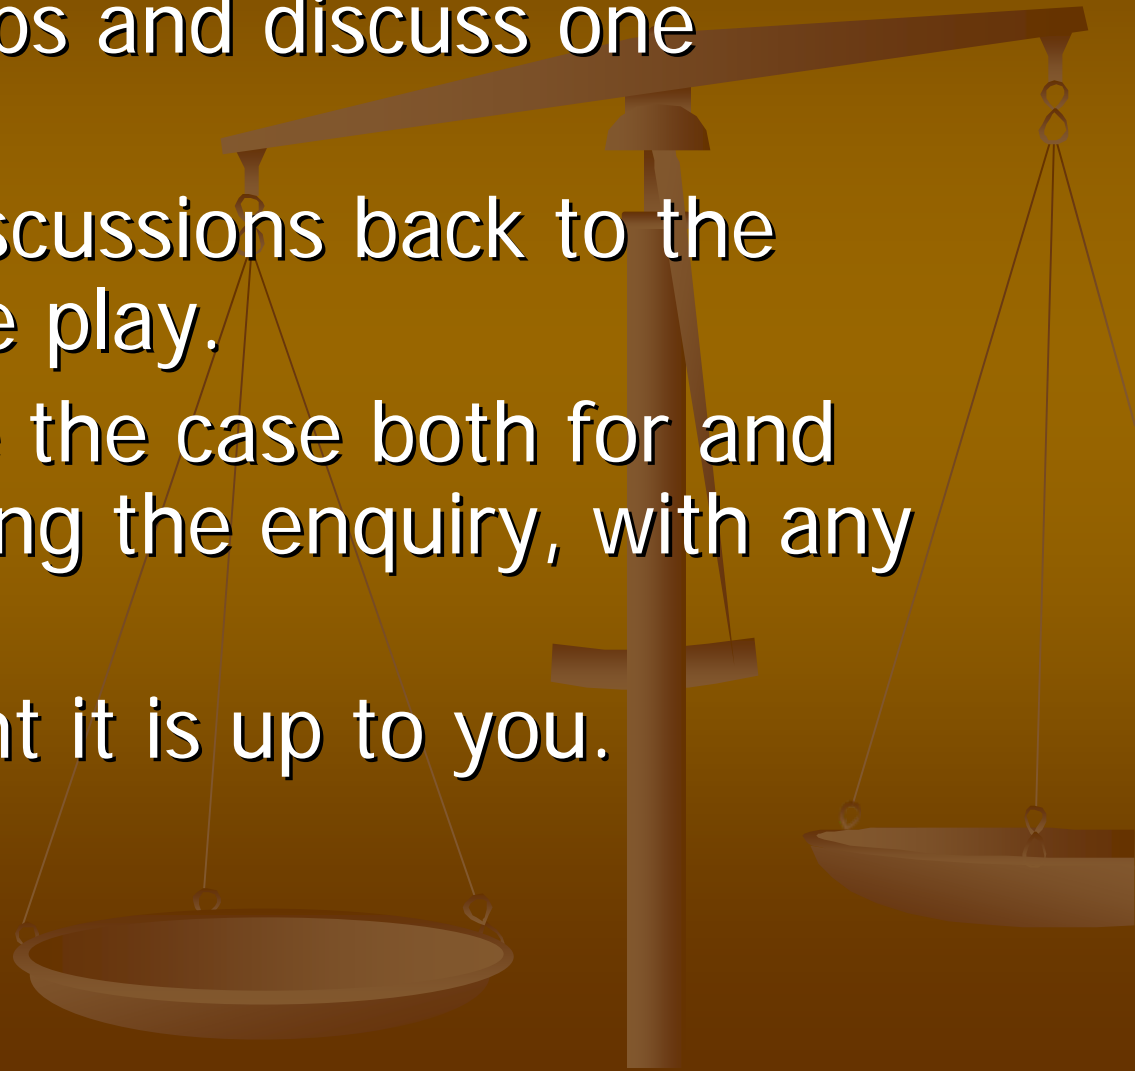 ps and discuss one
scussions back to the
e play.
e the case both for and
ng the enquiry, with any
nt it is up to you.